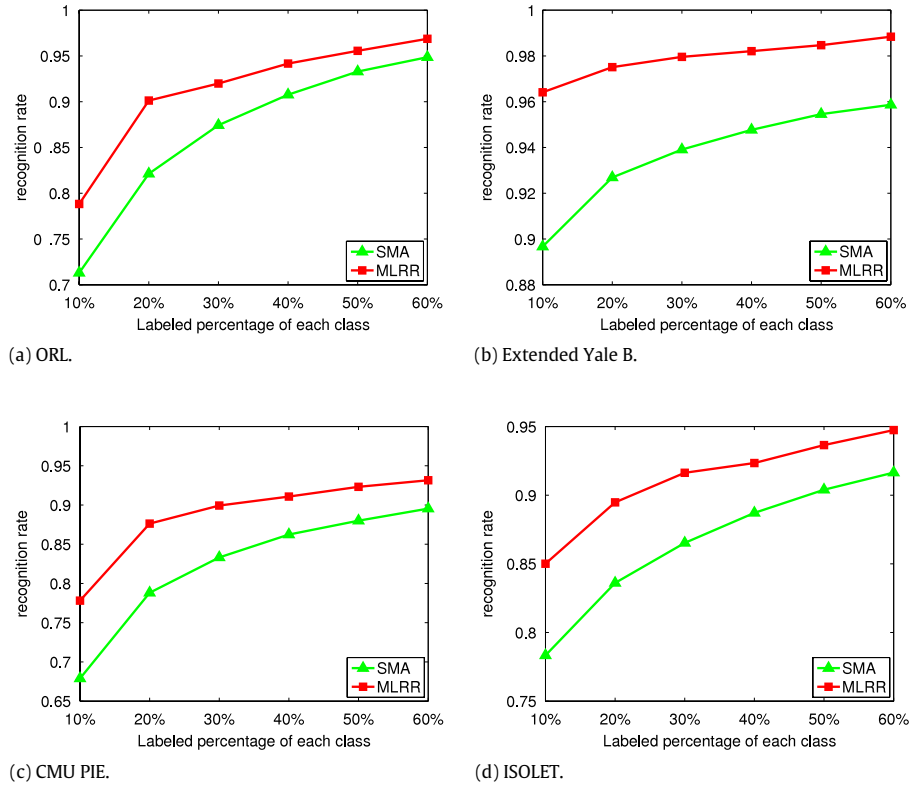 1
0.95
0.9
0 .85
0.8
0 .75
0.7
recognition rate
SMA
MLRR
10% 20% 30% 40% 50% 60%
Labeled percentage of each class
(a) ORL.
1
0.98
0.96
0.94
0.92
0.9
0.88
recognition rate
SMA
MLRR
10% 20% 30% 40% 50% 60%
Labeled percentage of each class
(b) Extended Yale B.
1
0.95
0.9
0.85
0.8
0.75
0.7
0.65
recognition rate
SMA
MLRR
10% 20% 30% 40% 50% 60%
Labeled percentage of each class
(c) CMU PIE.
0.95
0.9
0.85
0.8
0.75
recognition rate
SMA
MLRR
10% 20% 30% 40% 50% 60%
Labeled percentage of each class
(d) ISOLET.